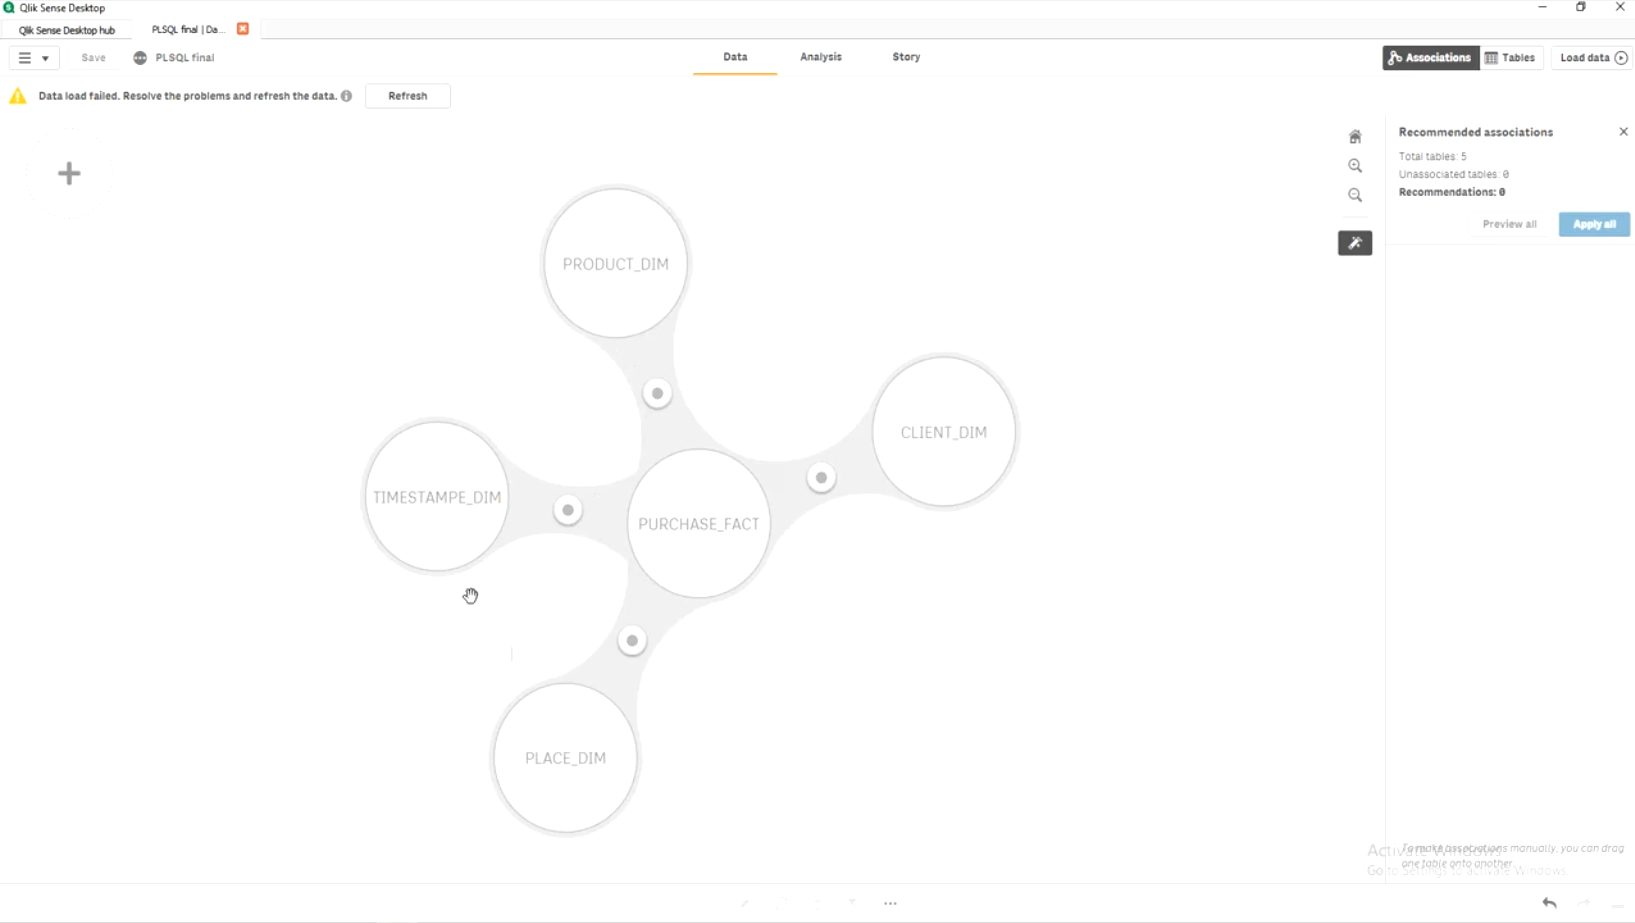 Qlik Sense Desktop
Qlik Sense Desktop hub
PLSQL final | Da...
Save
PLSQL final
Data
Analysis
Story
Associations
Tables
Load data
Data load failed. Resolve the problems and refresh the data.
Refresh
Recommended associations
Total tables: 5
Unassociated tables: 0
Recommendations: 0
Preview all
Apply all
PRODUCT_DIM
CLIENT_DIM
TIMESTAMPE_DIM
PURCHASE_FACT
PLACE_DIM
To make associations manually, you can drag
one table onto another.
Activate Windows
Go to Settings to activate Windows.